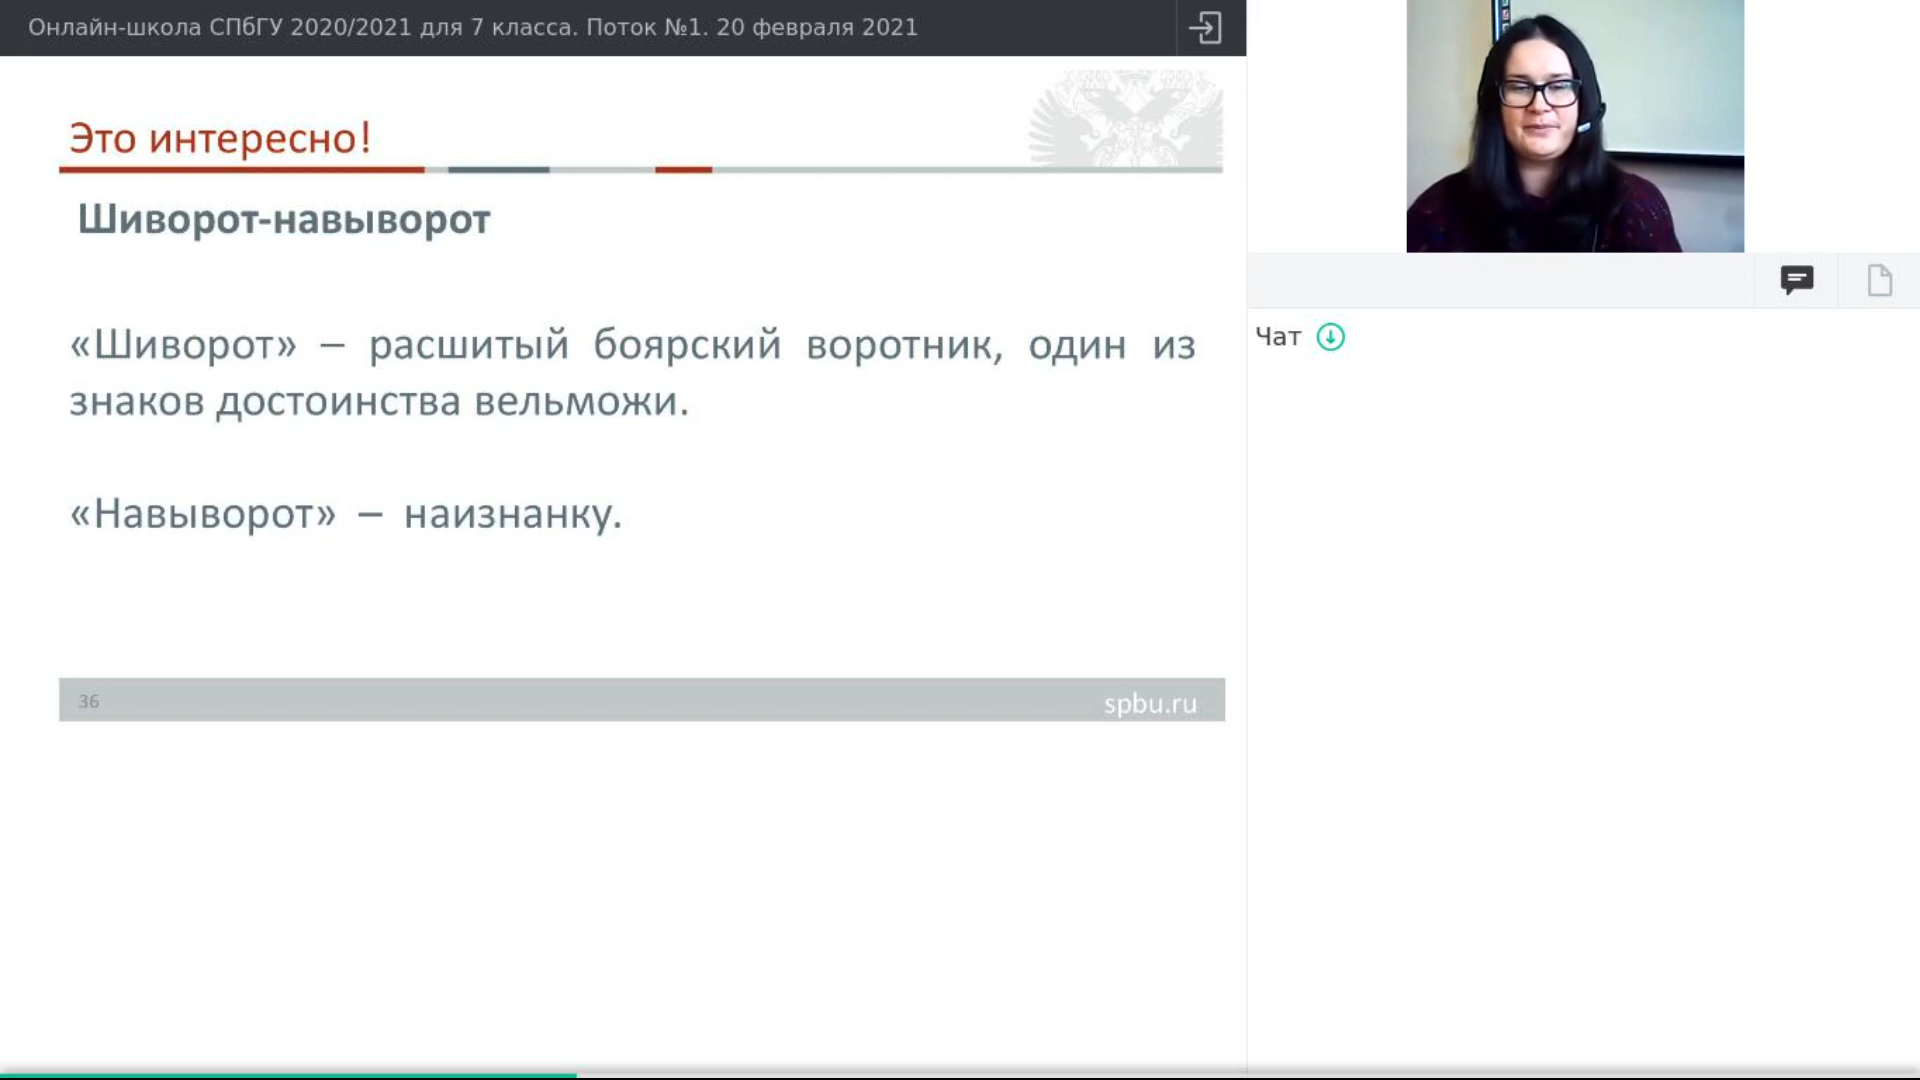 Онлайн-школа СПбГУ 2020/2021 для 7 класса. Поток №1. 20 февраля 2021
Это интересно!
Шиворот-навыворот
«Шиворот» – расшитый боярский воротник, один из
знаков достоинства вельможи.
«Навыворот» – наизнанку.
36
spbu.ru
Чат